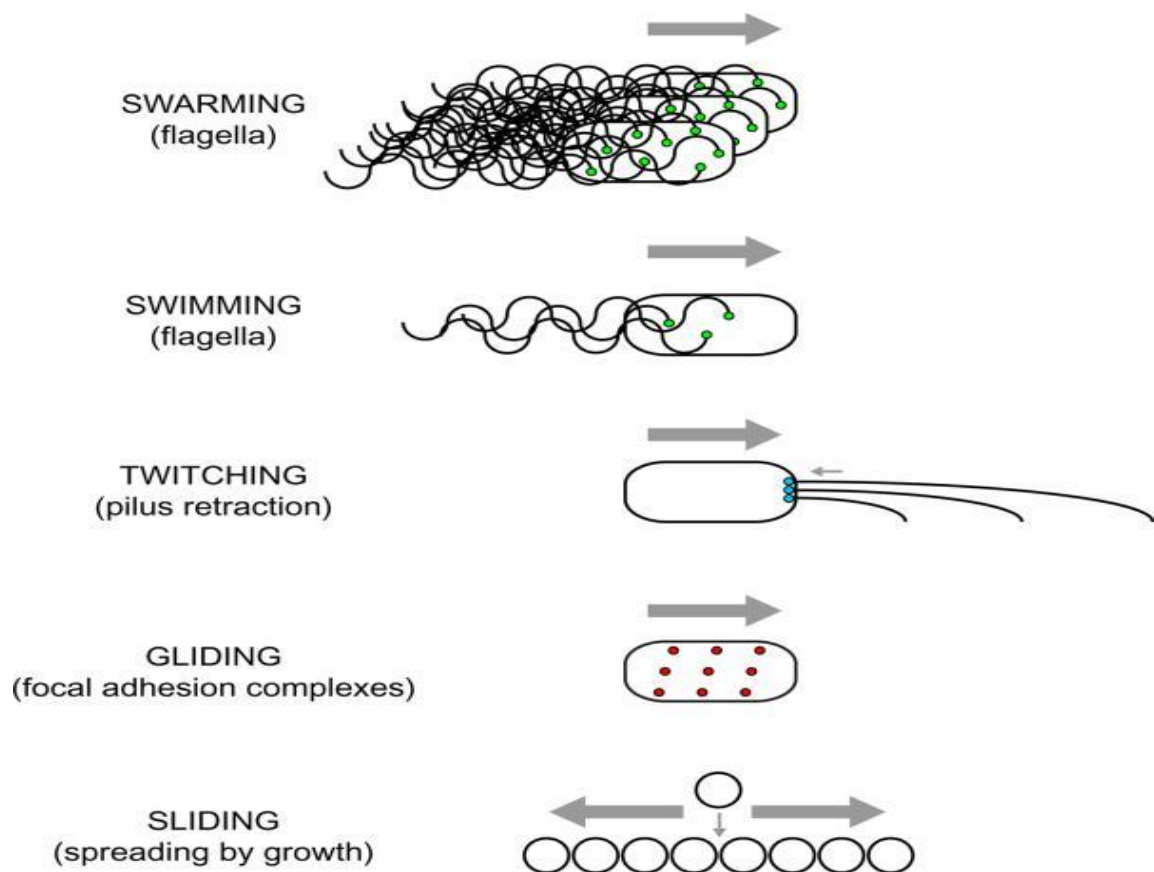 SWARMING
(flagella)
SWIMMING
(flagella)
TWITCHING
(pilus retraction)
GLIDING
(focal adhesion complexes)
SLIDING
(spreading by growth)